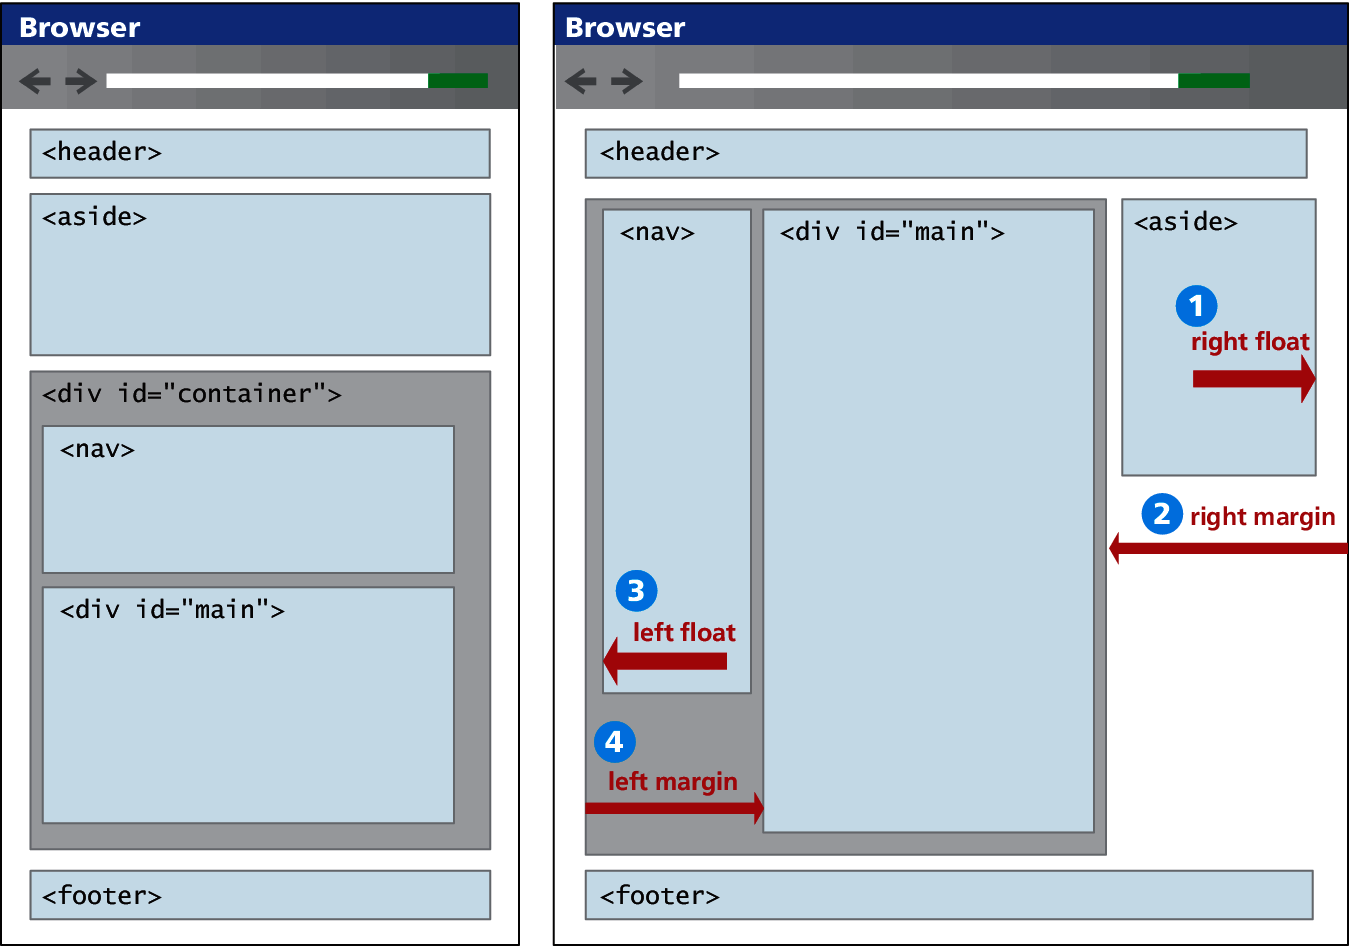 Browser
<header>
<aside>
<div id="container">
<nav>
<div id="main">
<footer>
Browser
<header>
<nav>
<div id="main">
<aside>
1
right float
2
right margin
3
left float
4
left margin
<footer>